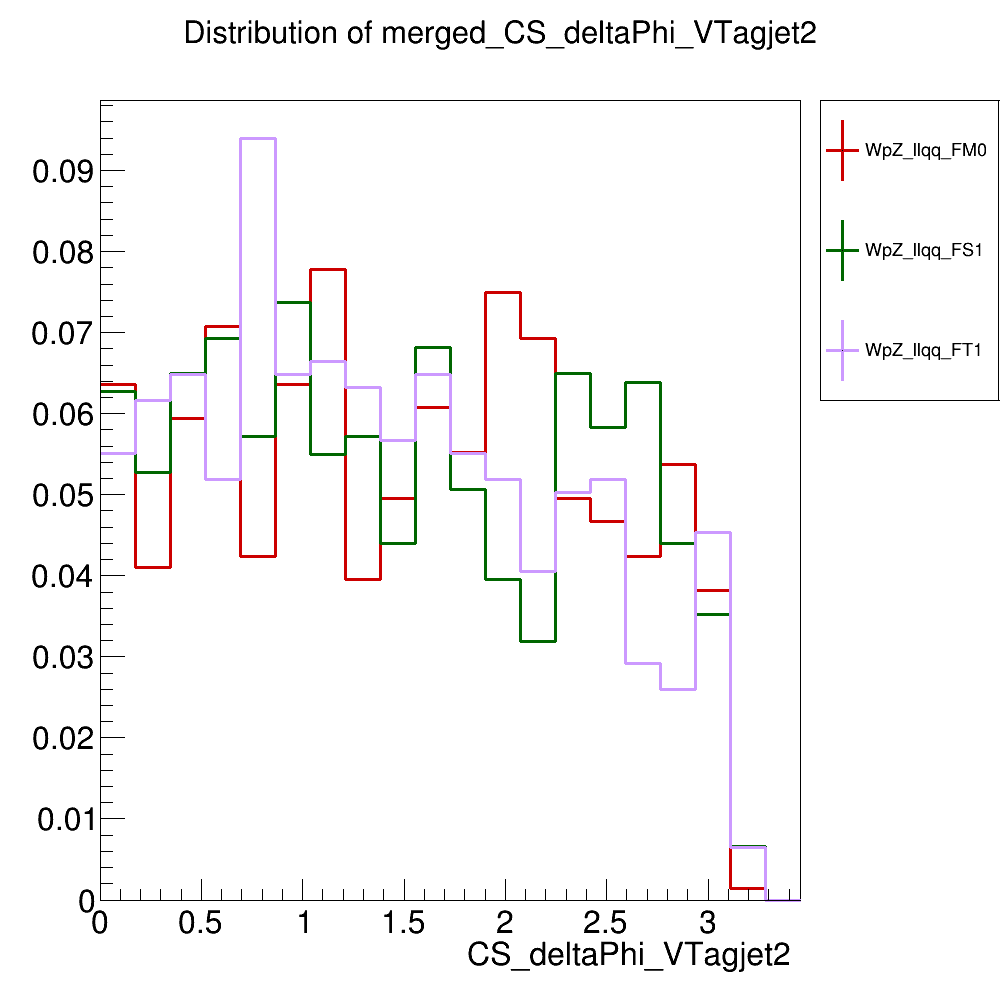 Distribution of merged_CS_deltaPhi_VTagjet2
WpZ_llqq_FM0
WpZ_llqq_FS1
WpZ_llqq_FT1
0.09
0.08
0.07
0.06
0.05
0.04
0.03
0.02
0.01
0
0 0.5 1 1.5 2 2.5 3
CS_deltaPhi_VTagjet2